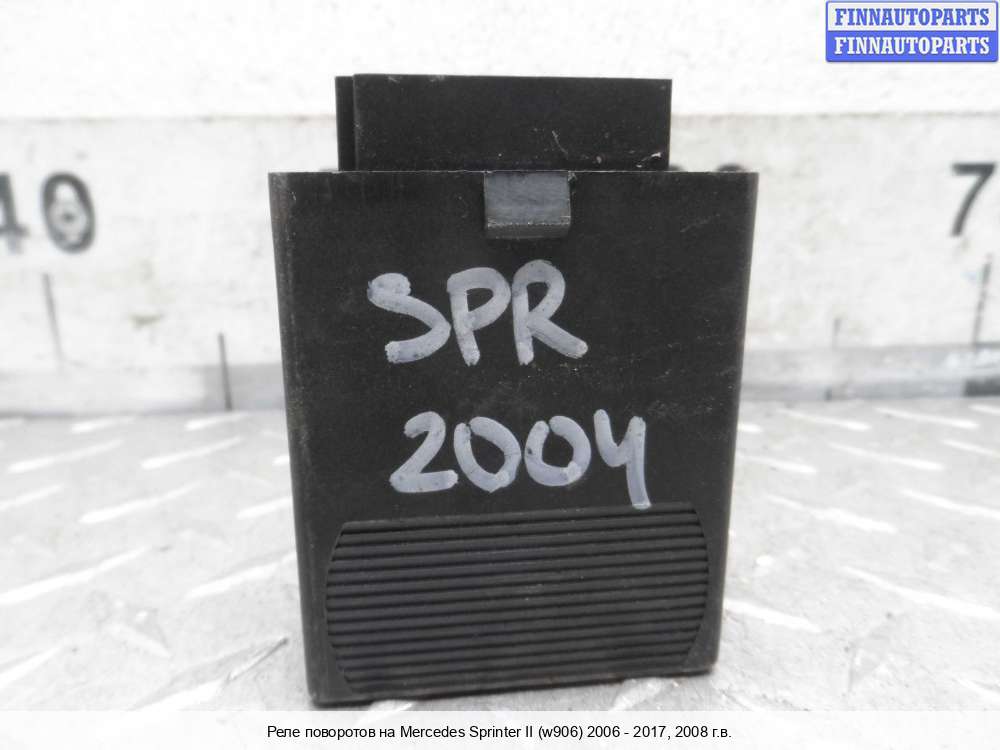 FINNAUTOPARTS
FINNAUTOPARTS
40
7
SPR
2004
Реле поворотов на Mercedes Sprinter II (w906) 2006 - 2017, 2008 г.в.